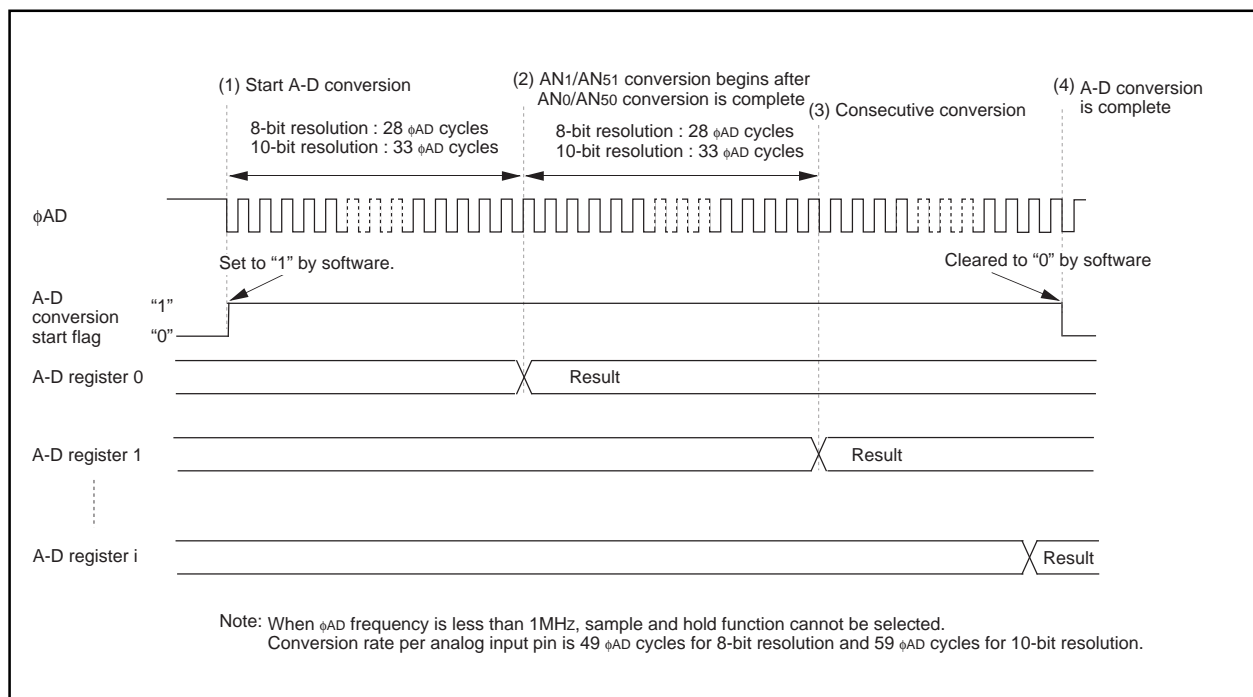 (1) Start A-D conversion
(2) AN1/AN51 conversion begins after
AN0/AN50 conversion is complete
(3) Consecutive conversion
(4) A-D conversion
is complete
8-bit resolution : 28 ϕAD cycles
10-bit resolution : 33 ϕAD cycles
8-bit resolution : 28 ϕAD cycles
10-bit resolution : 33 ϕAD cycles
ϕAD
Set to “1” by software.
Cleared to “0” by software
A-D
conversion
start flag
“1”
“0”
A-D register 0
Result
A-D register 1
Result
A-D register i
Result
Note: When ϕAD frequency is less than 1MHz, sample and hold function cannot be selected.
Conversion rate per analog input pin is 49 ϕAD cycles for 8-bit resolution and 59 ϕAD cycles for 10-bit resolution.